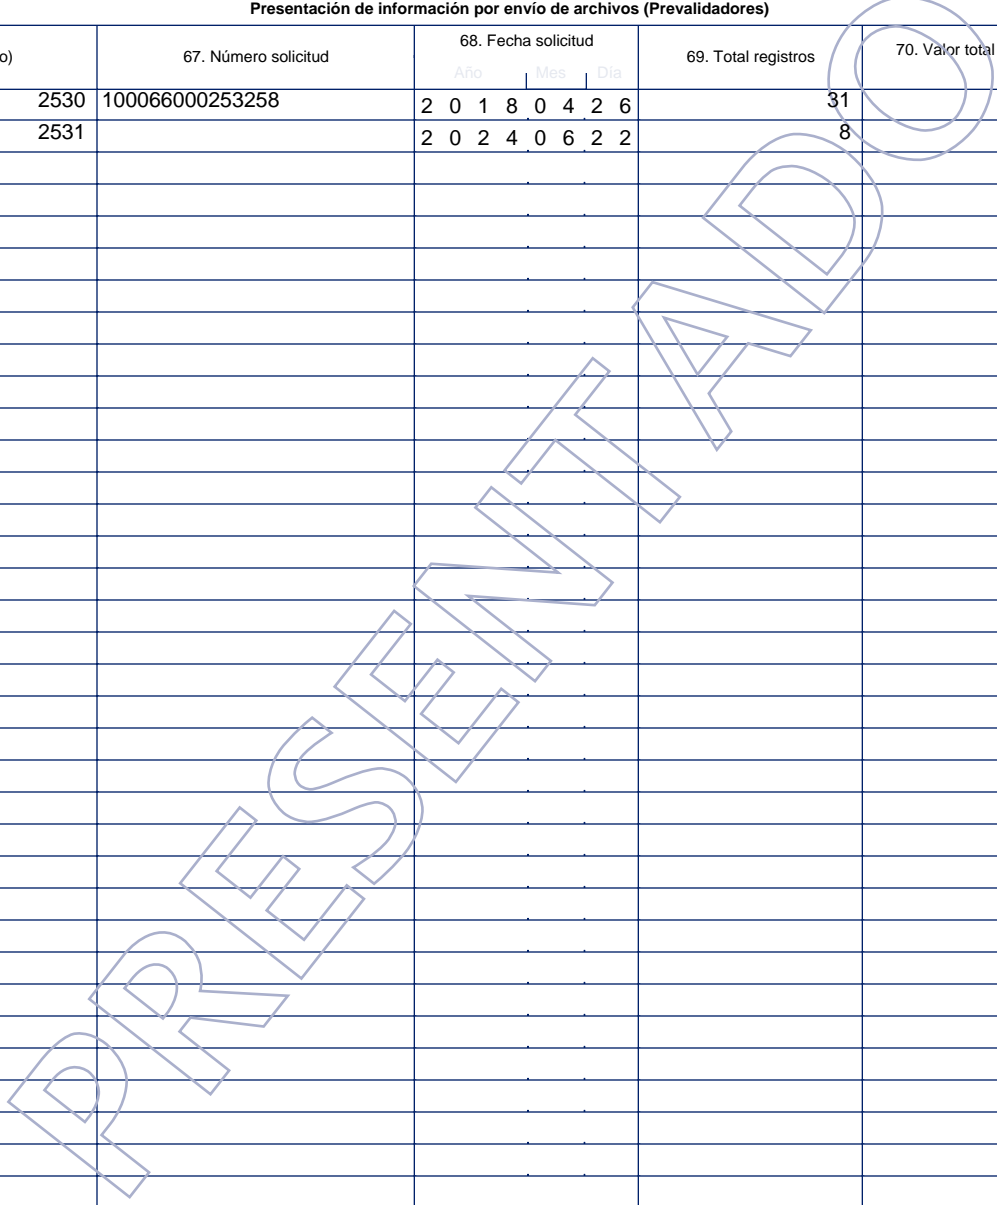 Presentación de información por envío de archivos (Prevalidadores)
o) 67. Número solicitud 68. Fecha solicitud 69. Total registros 70. Valor total
Año Mes Día
2530 100066000253258 2 0 1 8 0 4 2 6 31
2531 2 0 2 4 0 6 2 2 8
PRESENTADO